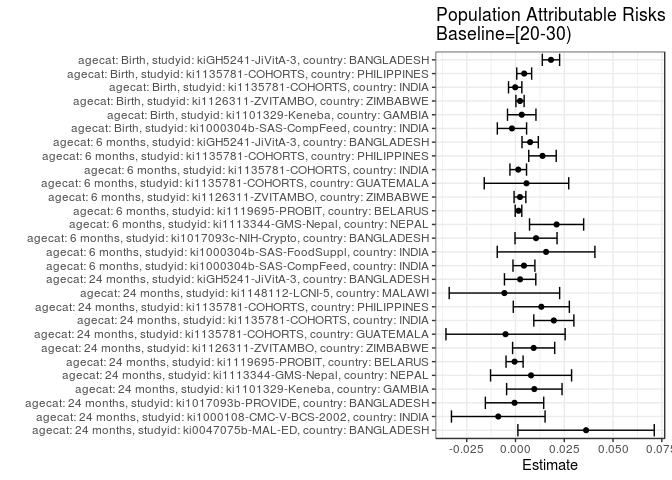 Population Attributable Risks
Baseline=[20-30)
agecat: Birth, studyid: kiGH5241-JiVitA-3, country: BANGLADESH
agecat: Birth, studyid: ki1135781-COHORTS, country: PHILIPPINES
agecat: Birth, studyid: ki1135781-COHORTS, country: INDIA
agecat: Birth, studyid: ki1126311-ZVITAMBO, country: ZIMBABWE
agecat: Birth, studyid: ki1101329-Keneba, country: GAMBIA
agecat: Birth, studyid: ki1000304b-SAS-CompFeed, country: INDIA
agecat: 6 months, studyid: kiGH5241-JiVitA-3, country: BANGLADESH
agecat: 6 months, studyid: ki1135781-COHORTS, country: PHILIPPINES
agecat: 6 months, studyid: ki1135781-COHORTS, country: INDIA
agecat: 6 months, studyid: ki1135781-COHORTS, country: GUATEMALA
agecat: 6 months, studyid: ki1126311-ZVITAMBO, country: ZIMBABWE
agecat: 6 months, studyid: ki1119695-PROBIT, country: BELARUS
agecat: 6 months, studyid: ki1113344-GMS-Nepal, country: NEPAL
agecat: 6 months, studyid: ki1017093c-NIH-Crypto, country: BANGLADESH
agecat: 6 months, studyid: ki1000304b-SAS-FoodSuppl, country: INDIA
agecat: 6 months, studyid: ki1000304b-SAS-CompFeed, country: INDIA
agecat: 24 months, studyid: kiGH5241-JiVitA-3, country: BANGLADESH
agecat: 24 months, studyid: ki1148112-LCNI-5, country: MALAWI
agecat: 24 months, studyid: ki1135781-COHORTS, country: PHILIPPINES
agecat: 24 months, studyid: ki1135781-COHORTS, country: INDIA
agecat: 24 months, studyid: ki1135781-COHORTS, country: GUATEMALA
agecat: 24 months, studyid: ki1126311-ZVITAMBO, country: ZIMBABWE
agecat: 24 months, studyid: ki1119695-PROBIT, country: BELARUS
agecat: 24 months, studyid: ki1113344-GMS-Nepal, country: NEPAL
agecat: 24 months, studyid: ki1101329-Keneba, country: GAMBIA
agecat: 24 months, studyid: ki1017093b-PROVIDE, country: BANGLADESH
agecat: 24 months, studyid: ki1000108-CMC-V-BCS-2002, country: INDIA
agecat: 24 months, studyid: ki0047075b-MAL-ED, country: BANGLADESH
-0.025 0.000 0.025 0.050 0.075
Estimate